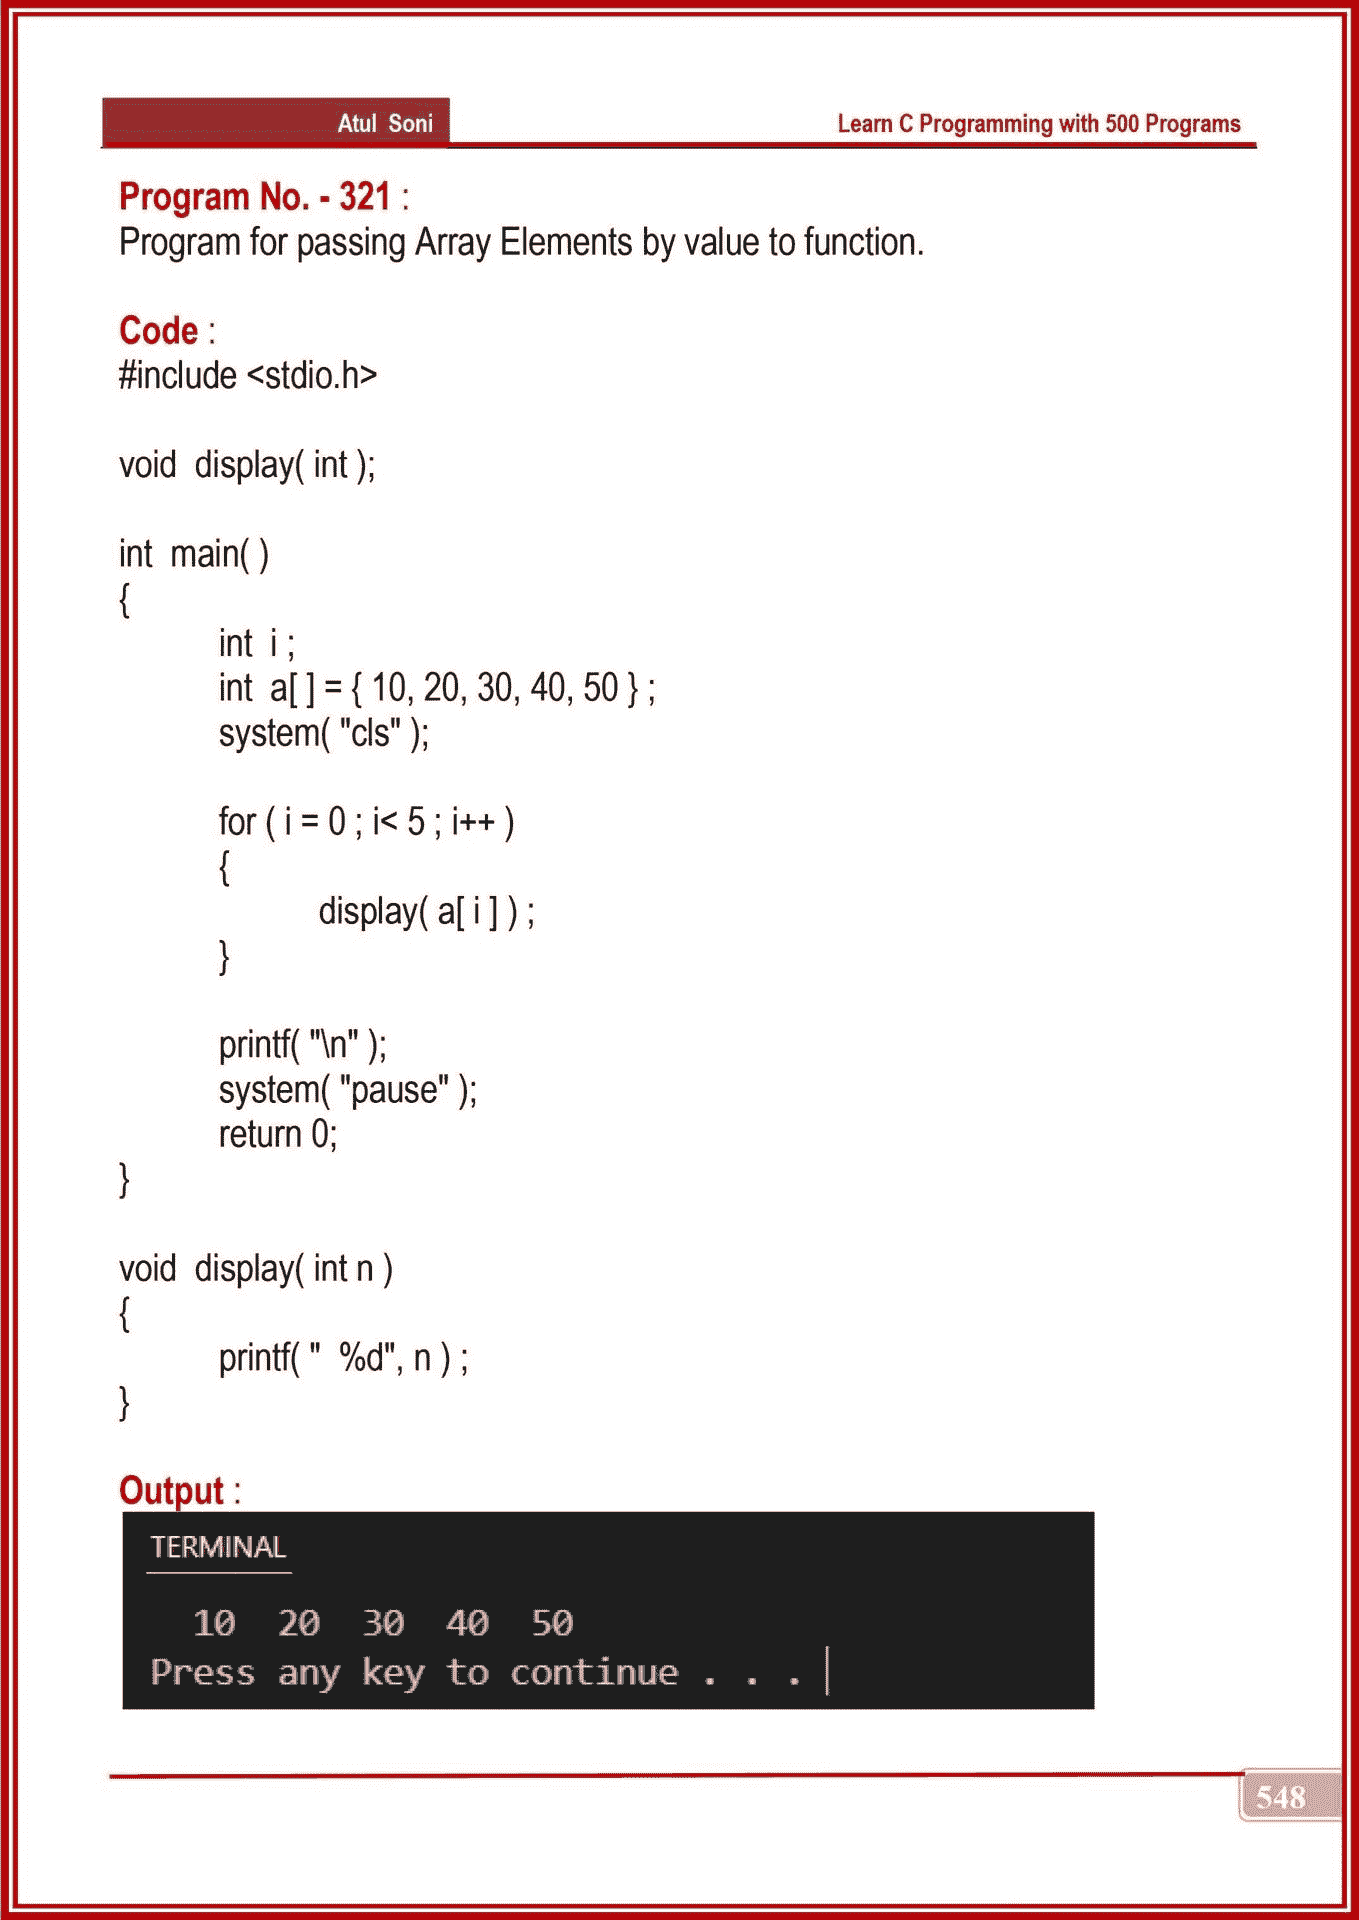 Atul  Soni
Learn C Programming with 500 Programs
Program No. - 321 :
Program for passing Array Elements by value to function.
Code :
#include <stdio.h>
void  display( int );
int  main( )
{
int  i ;
int  a[ ] = { 10, 20, 30, 40, 50 } ;
system( "cls" );
for ( i = 0 ; i< 5 ; i++ )
{
display( a[ i ] ) ;
}
printf( "\n" );
system( "pause" );
return 0;
}
void  display( int n )
{
printf( "  %d", n ) ;
}
Output :
TERMINAL
10  20  30  40  50
Press any key to continue . . .
548